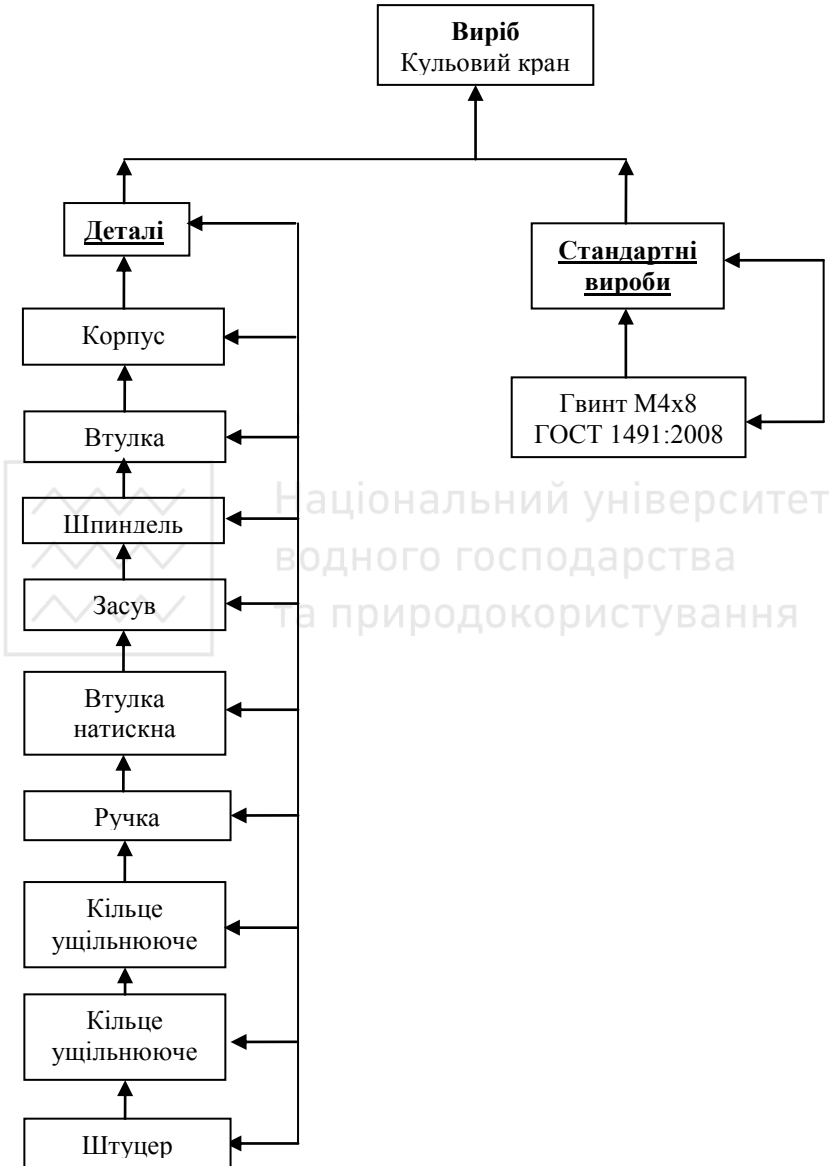 Виріб
Кульовий кран
Деталі
Стандартні
вироби
Корпус
Гвинт М4х8
ГОСТ 1491:2008
Втулка
Шпиндель
Національний університет
водного господарства
та природокористування
Засув
Втулка
натискна
Ручка
Кільце
ущільнююче
Кільце
ущільнююче
Штуцер